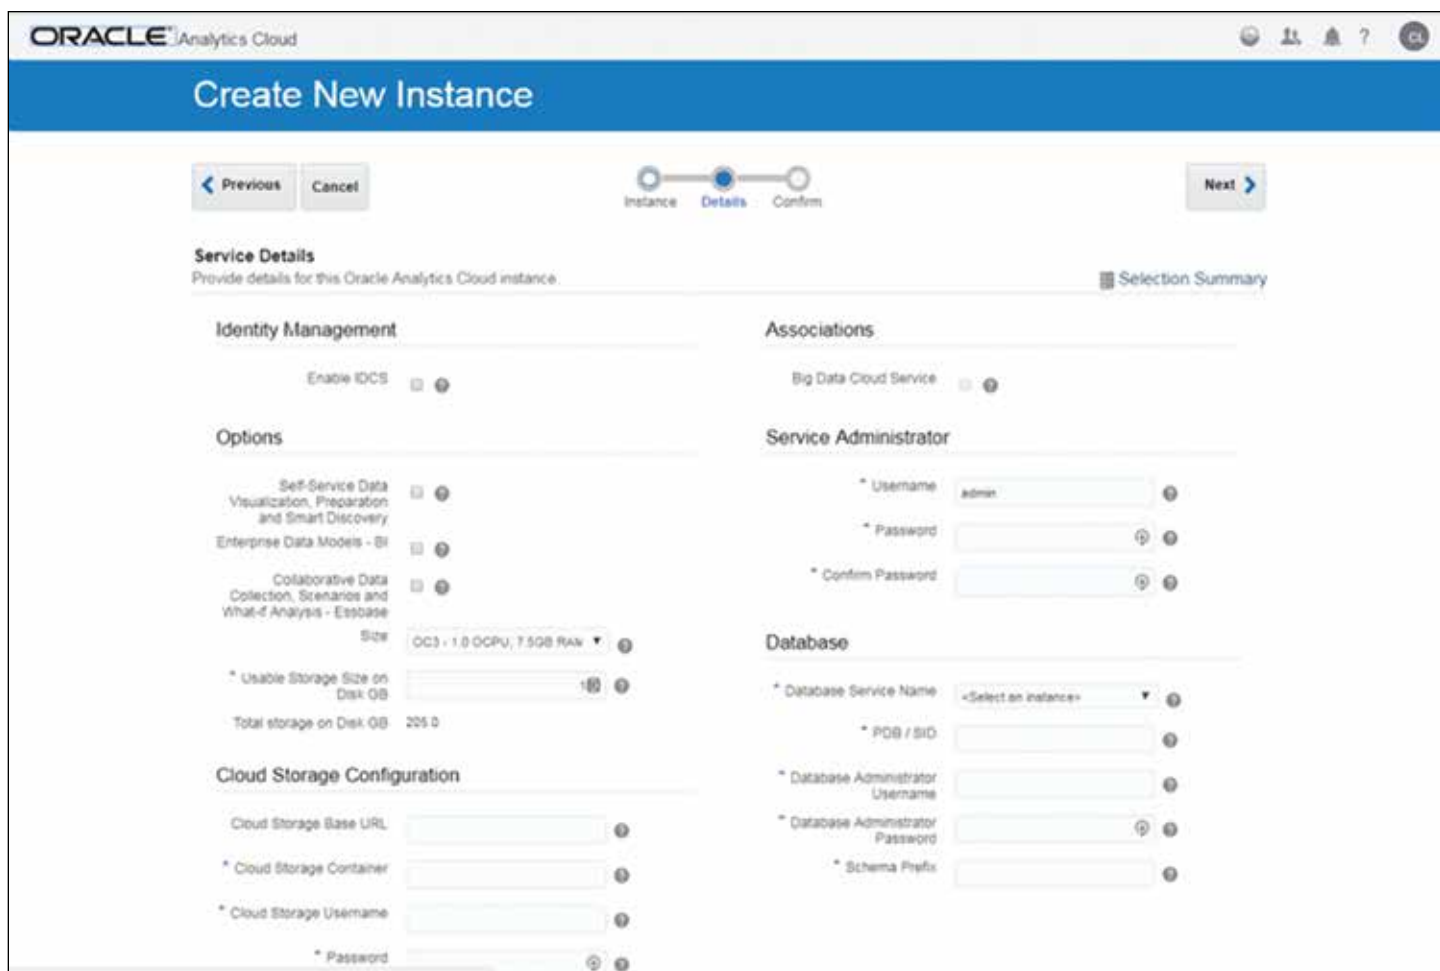 ORACLE Analytics Cloud
? CL
Create New Instance
Previous Cancel Next
Instance Details Confirm
Service Details
Provide details for this Oracle Analytics Cloud instance.
Selection Summary
Identity Management
Enable IDCS ?
Options
Self-Service Data
Visualization, Preparation
and Smart Discovery ?
Enterprise Data Models - BI ?
Collaborative Data
Collection, Scenarios and
What-if Analysis - Essbase ?
Size OC3 - 1.0 OCPU, 7.5GB RAM ?
* Usable Storage Size on
Disk GB ?
Total storage on Disk GB 205.0
Cloud Storage Configuration
Cloud Storage Base URL ?
* Cloud Storage Container ?
* Cloud Storage Username ?
* Password ?
Associations
Big Data Cloud Service ?
Service Administrator
* Username admin ?
* Password ?
* Confirm Password ?
Database
* Database Service Name <Select an instance> ?
* PDB / SID ?
* Database Administrator
Username ?
* Database Administrator
Password ?
* Schema Prefix ?